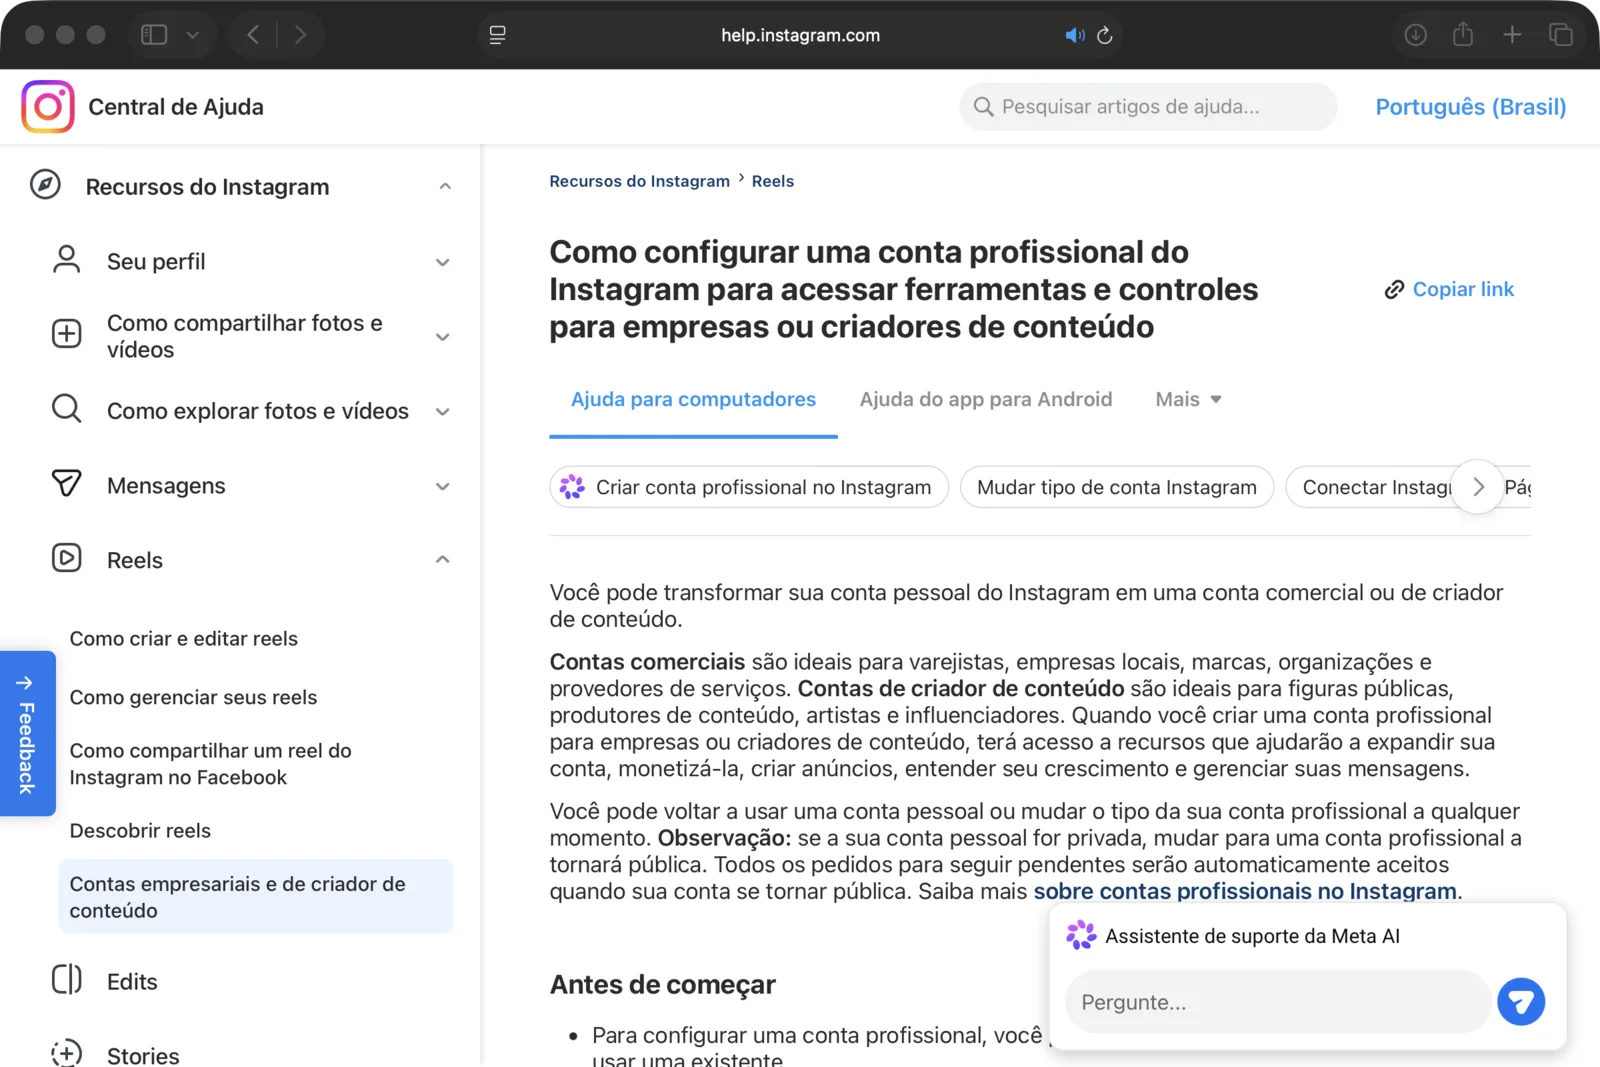 help.instagram.com
Central de Ajuda
Pesquisar artigos de ajuda...
Português (Brasil)
Recursos do Instagram
Seu perfil
Como compartilhar fotos e
vídeos
Como explorar fotos e vídeos
Mensagens
Reels
Como criar e editar reels
Como gerenciar seus reels
Como compartilhar um reel do
Instagram no Facebook
Descobrir reels
Contas empresariais e de criador de
conteúdo
Edits
Stories
Feedback
Recursos do Instagram
Reels
Como configurar uma conta profissional do
Instagram para acessar ferramentas e controles
para empresas ou criadores de conteúdo
Copiar link
Ajuda para computadores
Ajuda do app para Android
Mais
Criar conta profissional no Instagram
Mudar tipo de conta Instagram
Conectar
Você pode transformar sua conta pessoal do Instagram em uma conta comercial ou de criador
de conteúdo.
Contas comerciais são ideais para varejistas, empresas locais, marcas, organizações e
provedores de serviços. Contas de criador de conteúdo são ideais para figuras públicas,
produtores de conteúdo, artistas e influenciadores. Quando você criar uma conta profissional
para empresas ou criadores de conteúdo, terá acesso a recursos que ajudarão a expandir sua
conta, monetizá-la, criar anúncios, entender seu crescimento e gerenciar suas mensagens.
Você pode voltar a usar uma conta pessoal ou mudar o tipo da sua conta profissional a qualquer
momento. Observação: se a sua conta pessoal for privada, mudar para uma conta profissional a
tornará pública. Todos os pedidos para seguir pendentes serão automaticamente aceitos
quando sua conta se tornar pública. Saiba mais sobre contas profissionais no Instagram.
Antes de começar
• Para configurar uma conta profissional, você
usar uma existente
Assistente de suporte da Meta AI
Pergunte...